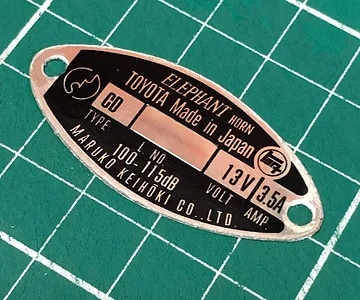 ELEPHANT HORN
TOYOTA Made in Japan
CD 13V 3.5A
TYPE L. NO. VOLT AMP.
100-115dB
MARUKO KEIHOKI CO., LTD.